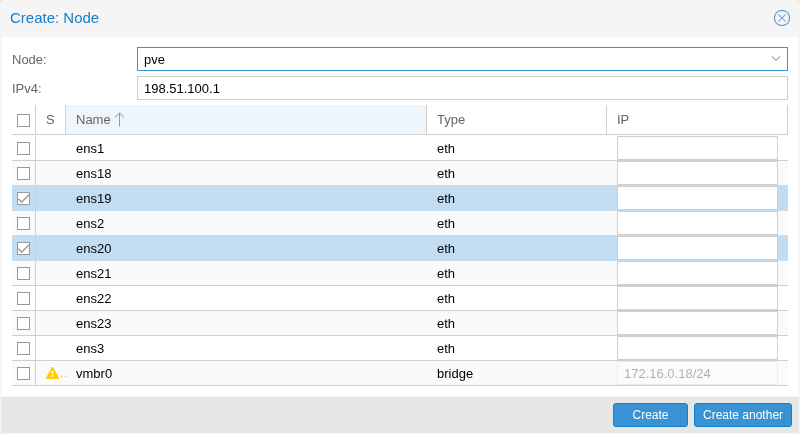 Create: Node
Node: pve
IPv4: 198.51.100.1
S Name Type IP
ens1 eth
ens18 eth
ens19 eth
ens2 eth
ens20 eth
ens21 eth
ens22 eth
ens23 eth
ens3 eth
.. vmbr0 bridge 172.16.0.18/24
Create Create another